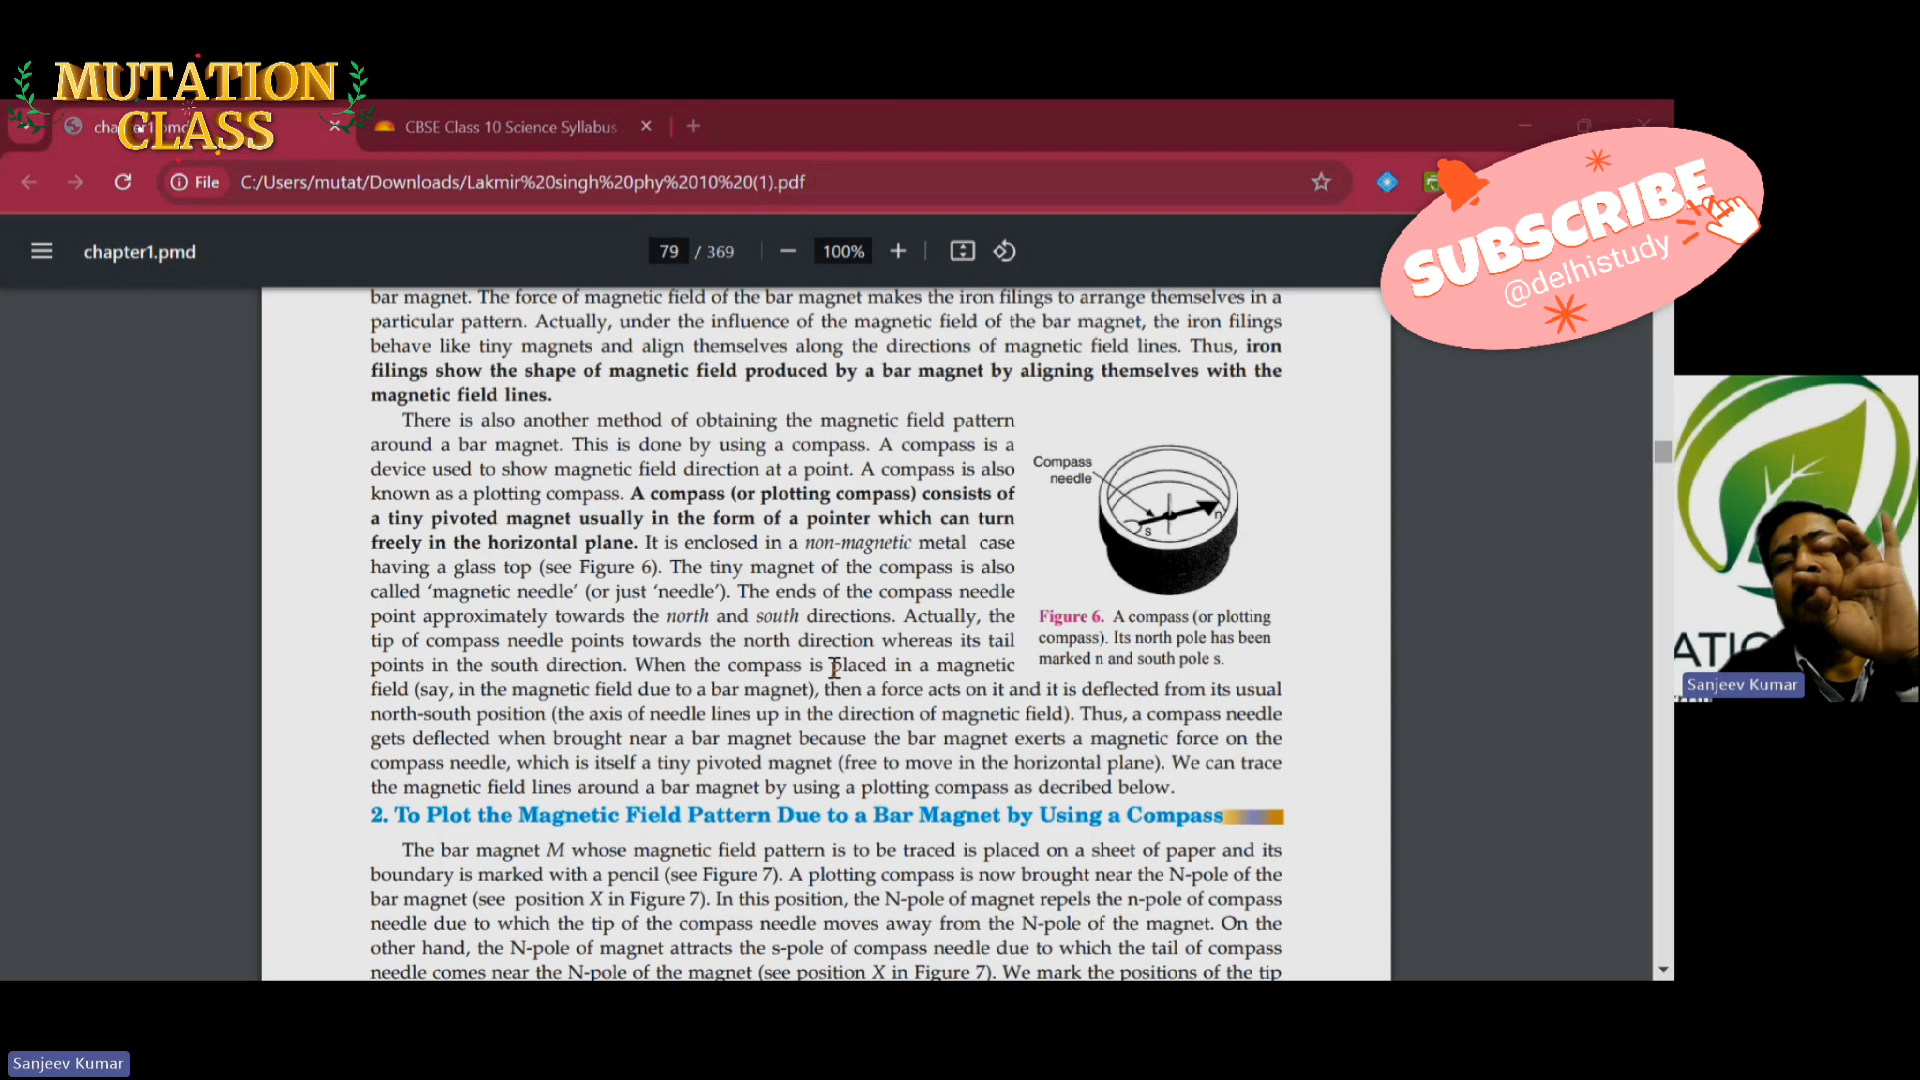 MUTATION
CLASS
CBSE Class 10 Science Syllabus
File C:/Users/mutat/Downloads/Lakmir%20singh%20phy%2010%20(1).pdf
SUBSCRIBE
@delhistudy
chapter1.pmd
79 / 369
100%
bar magnet. The force of magnetic field of the bar magnet makes the iron filings to arrange themselves in a
particular pattern. Actually, under the influence of the magnetic field of the bar magnet, the iron filings
behave like tiny magnets and align themselves along the directions of magnetic field lines. Thus, iron
filings show the shape of magnetic field produced by a bar magnet by aligning themselves with the
magnetic field lines.
There is also another method of obtaining the magnetic field pattern
around a bar magnet. This is done by using a compass. A compass is a
device used to show magnetic field direction at a point. A compass is also
known as a plotting compass. A compass (or plotting compass) consists of
a tiny pivoted magnet usually in the form of a pointer which can turn
freely in the horizontal plane. It is enclosed in a non-magnetic metal case
having a glass top (see Figure 6). The tiny magnet of the compass is also
called ‘magnetic needle’ (or just ‘needle’). The ends of the compass needle
point approximately towards the north and south directions. Actually, the
tip of compass needle points towards the north direction whereas its tail
points in the south direction. When the compass is placed in a magnetic
field (say, in the magnetic field due to a bar magnet), then a force acts on it and it is deflected from its usual
north-south position (the axis of needle lines up in the direction of magnetic field). Thus, a compass needle
gets deflected when brought near a bar magnet because the bar magnet exerts a magnetic force on the
compass needle, which is itself a tiny pivoted magnet (free to move in the horizontal plane). We can trace
the magnetic field lines around a bar magnet by using a plotting compass as decribed below.
Compass
needle
n
s
Figure 6. A compass (or plotting
compass). Its north pole has been
marked n and south pole s.
2. To Plot the Magnetic Field Pattern Due to a Bar Magnet by Using a Compass
The bar magnet M whose magnetic field pattern is to be traced is placed on a sheet of paper and its
boundary is marked with a pencil (see Figure 7). A plotting compass is now brought near the N-pole of the
bar magnet (see position X in Figure 7). In this position, the N-pole of magnet repels the n-pole of compass
needle due to which the tip of the compass needle moves away from the N-pole of the magnet. On the
other hand, the N-pole of magnet attracts the s-pole of compass needle due to which the tail of compass
needle comes near the N-pole of the magnet (see position X in Figure 7). We mark the positions of the tip
Sanjeev Kumar
Sanjeev Kumar